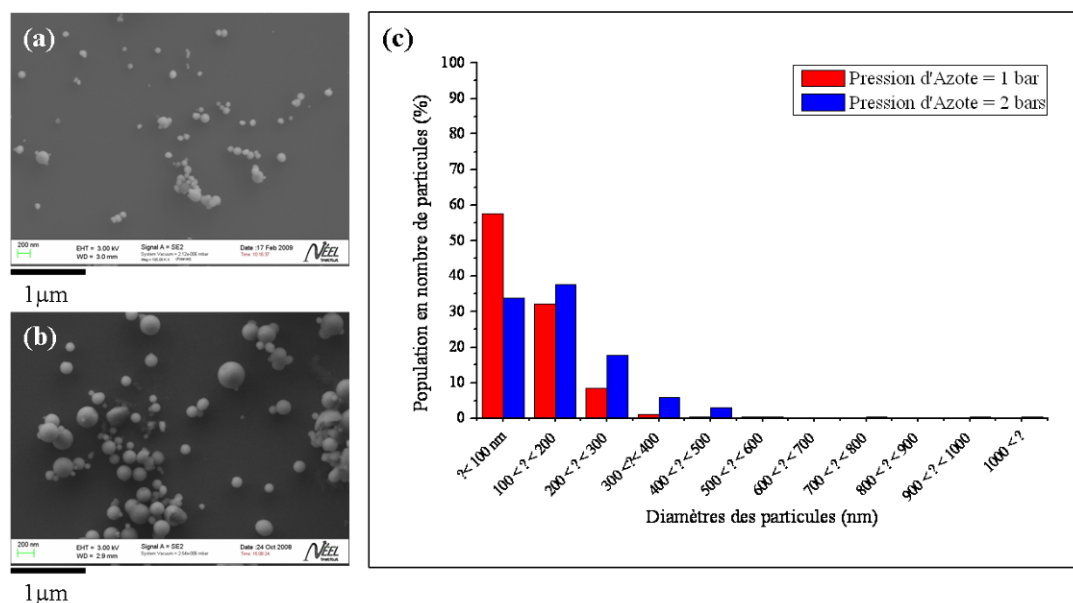 (a)
200 nm
EHT = 3.00 kV
WD = 3.0 mm
Signal A = SE2
Date :17 Feb 2009
NÉEL
Institut
1µm
(b)
200 nm
EHT = 3.00 kV
WD = 2.9 mm
Signal A = SE2
Date :24 Oct 2008
NÉEL
Institut
1µm
(c)
Pression d'Azote = 1 bar
Pression d'Azote = 2 bars
Population en nombre de particules (%)
100
90
80
70
60
50
40
30
20
10
0
?< 100 nm
100 < ? < 200
200 < ? < 300
300 <?< 400
400 < ? < 500
500 < ? < 600
600 < ? < 700
700 < ? < 800
800 < ? < 900
900 < ? < 1000
1000 < ?
Diamètres des particules (nm)